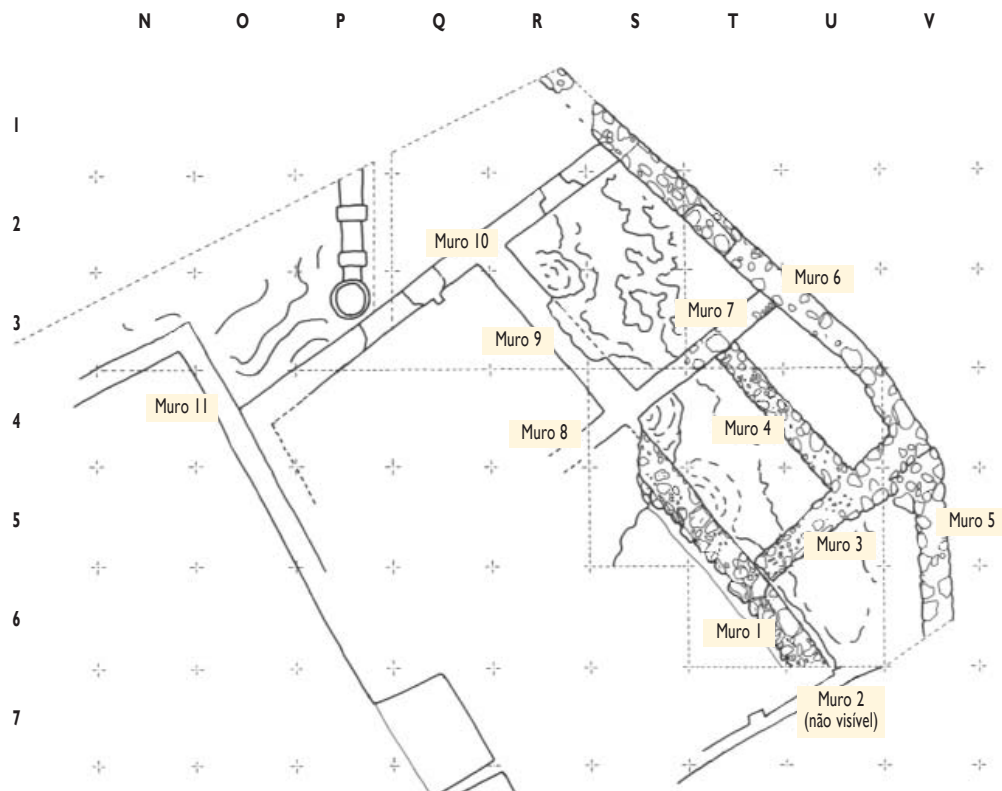 N O P Q R S T U V
1
2
Muro 10
Muro 6
3
Muro 7
Muro 9
Muro 11
4
Muro 8
Muro 4
5
Muro 5
Muro 3
6
Muro 1
7
Muro 2
(não visível)